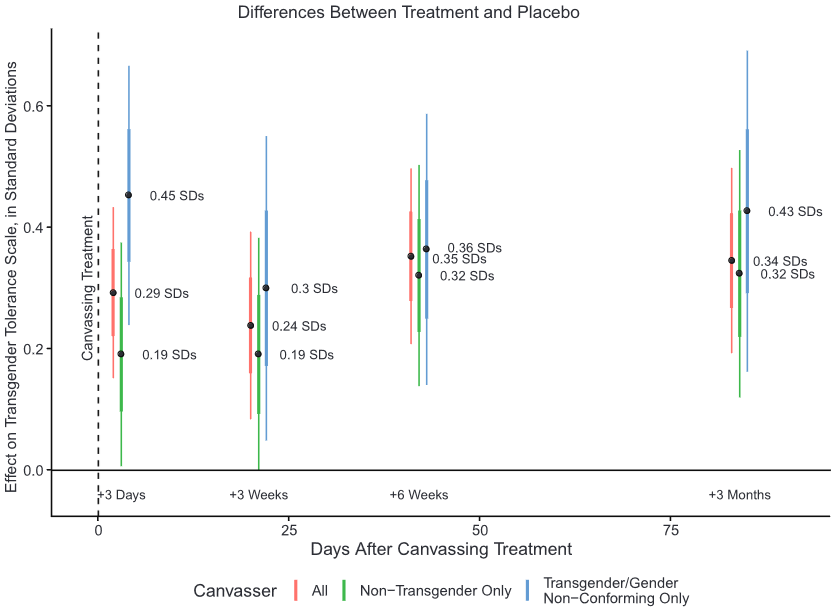 Differences Between Treatment and Placebo
Effect on Transgender Tolerance Scale, in Standard Deviations
0.6
0.4
0.2
0.0
Canvassing Treatment
0.45 SDs
0.29 SDs
0.19 SDs
0.3 SDs
0.24 SDs
0.19 SDs
0.36 SDs
0.35 SDs
0.32 SDs
0.43 SDs
0.34 SDs
0.32 SDs
+3 Days
+3 Weeks
+6 Weeks
+3 Months
0
25
50
75
Days After Canvassing Treatment
Canvasser
All
Non−Transgender Only
Transgender/Gender
Non−Conforming Only